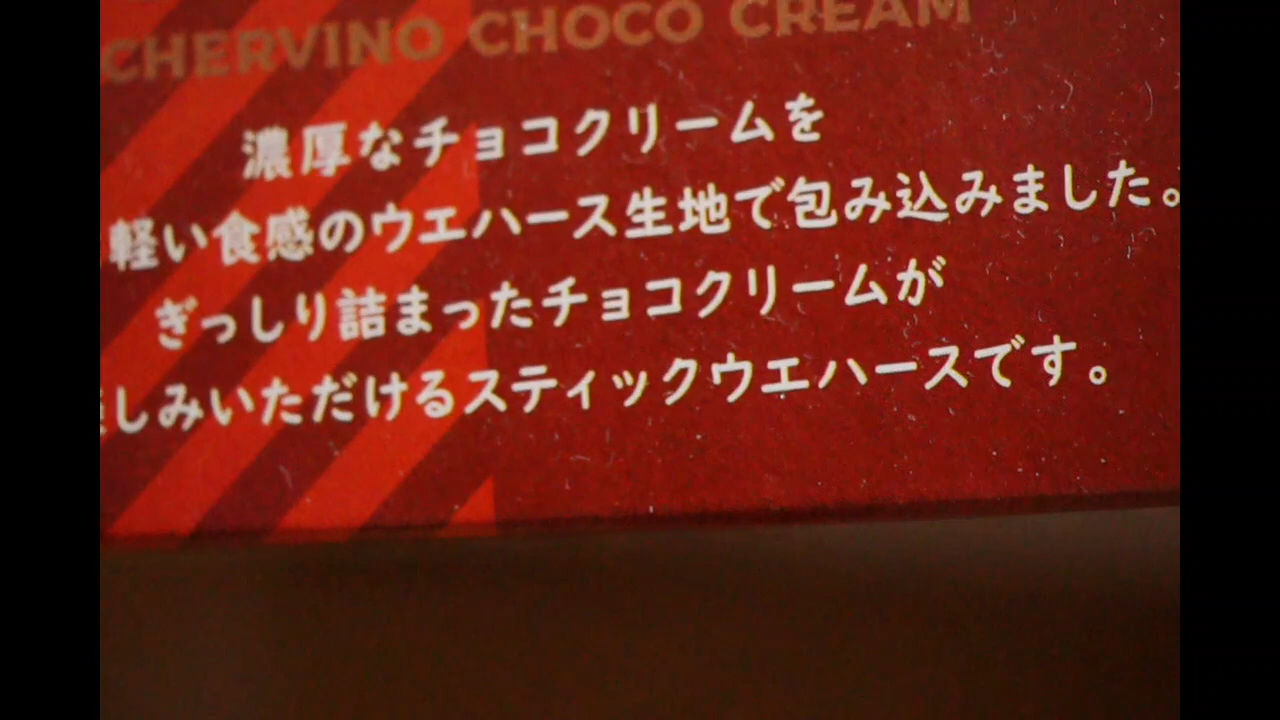 CHERVINO CHOCO CREAM
濃厚なチョコクリームを
軽い食感のウエハース生地で包み込みました。
ぎっしり詰まったチョコクリームが
しみいただけるスティックウエハースです。